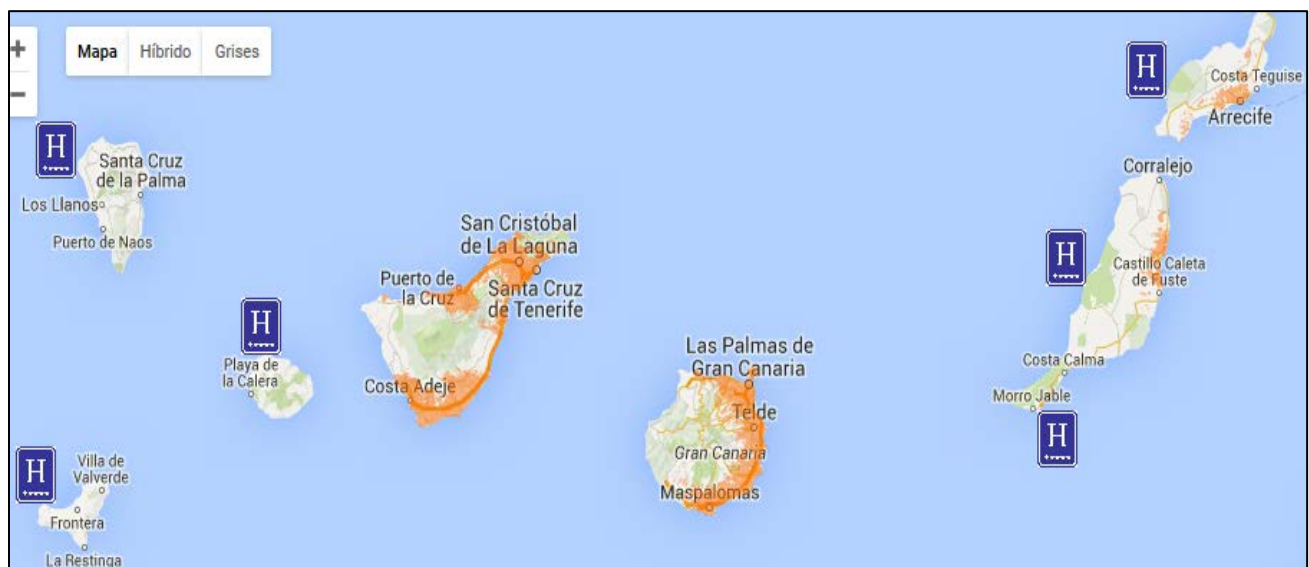 +
−
Mapa Híbrido Grises
H
Costa Teguise
Arrecife
H
Santa Cruz
de la Palma
Los Llanos
Puerto de Naos
Corralejo
San Cristóbal
de La Laguna
Puerto de
la Cruz
Santa Cruz
de Tenerife
H
Castillo Caleta
de Fuste
H
Playa de
la Calera
Costa Adeje
Las Palmas de
Gran Canaria
Telde
Gran Canaria
Maspalomas
Costa Calma
Morro Jable
H
H
Villa de
Valverde
Frontera
La Restinga